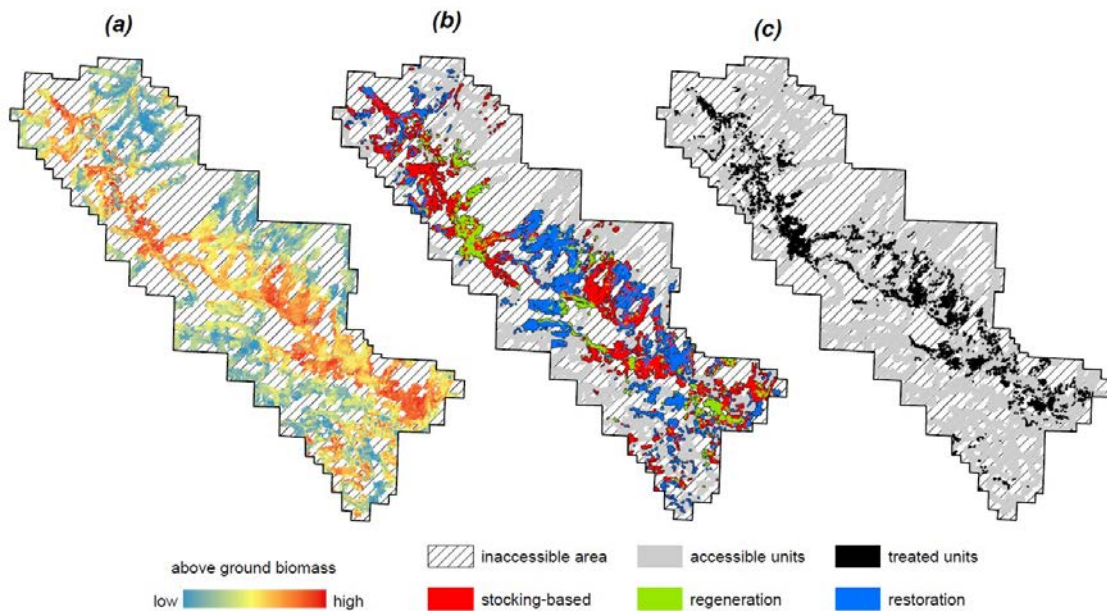 (a)
(b)
(c)
above ground biomass
low
high
inaccessible area
accessible units
treated units
stocking-based
regeneration
restoration